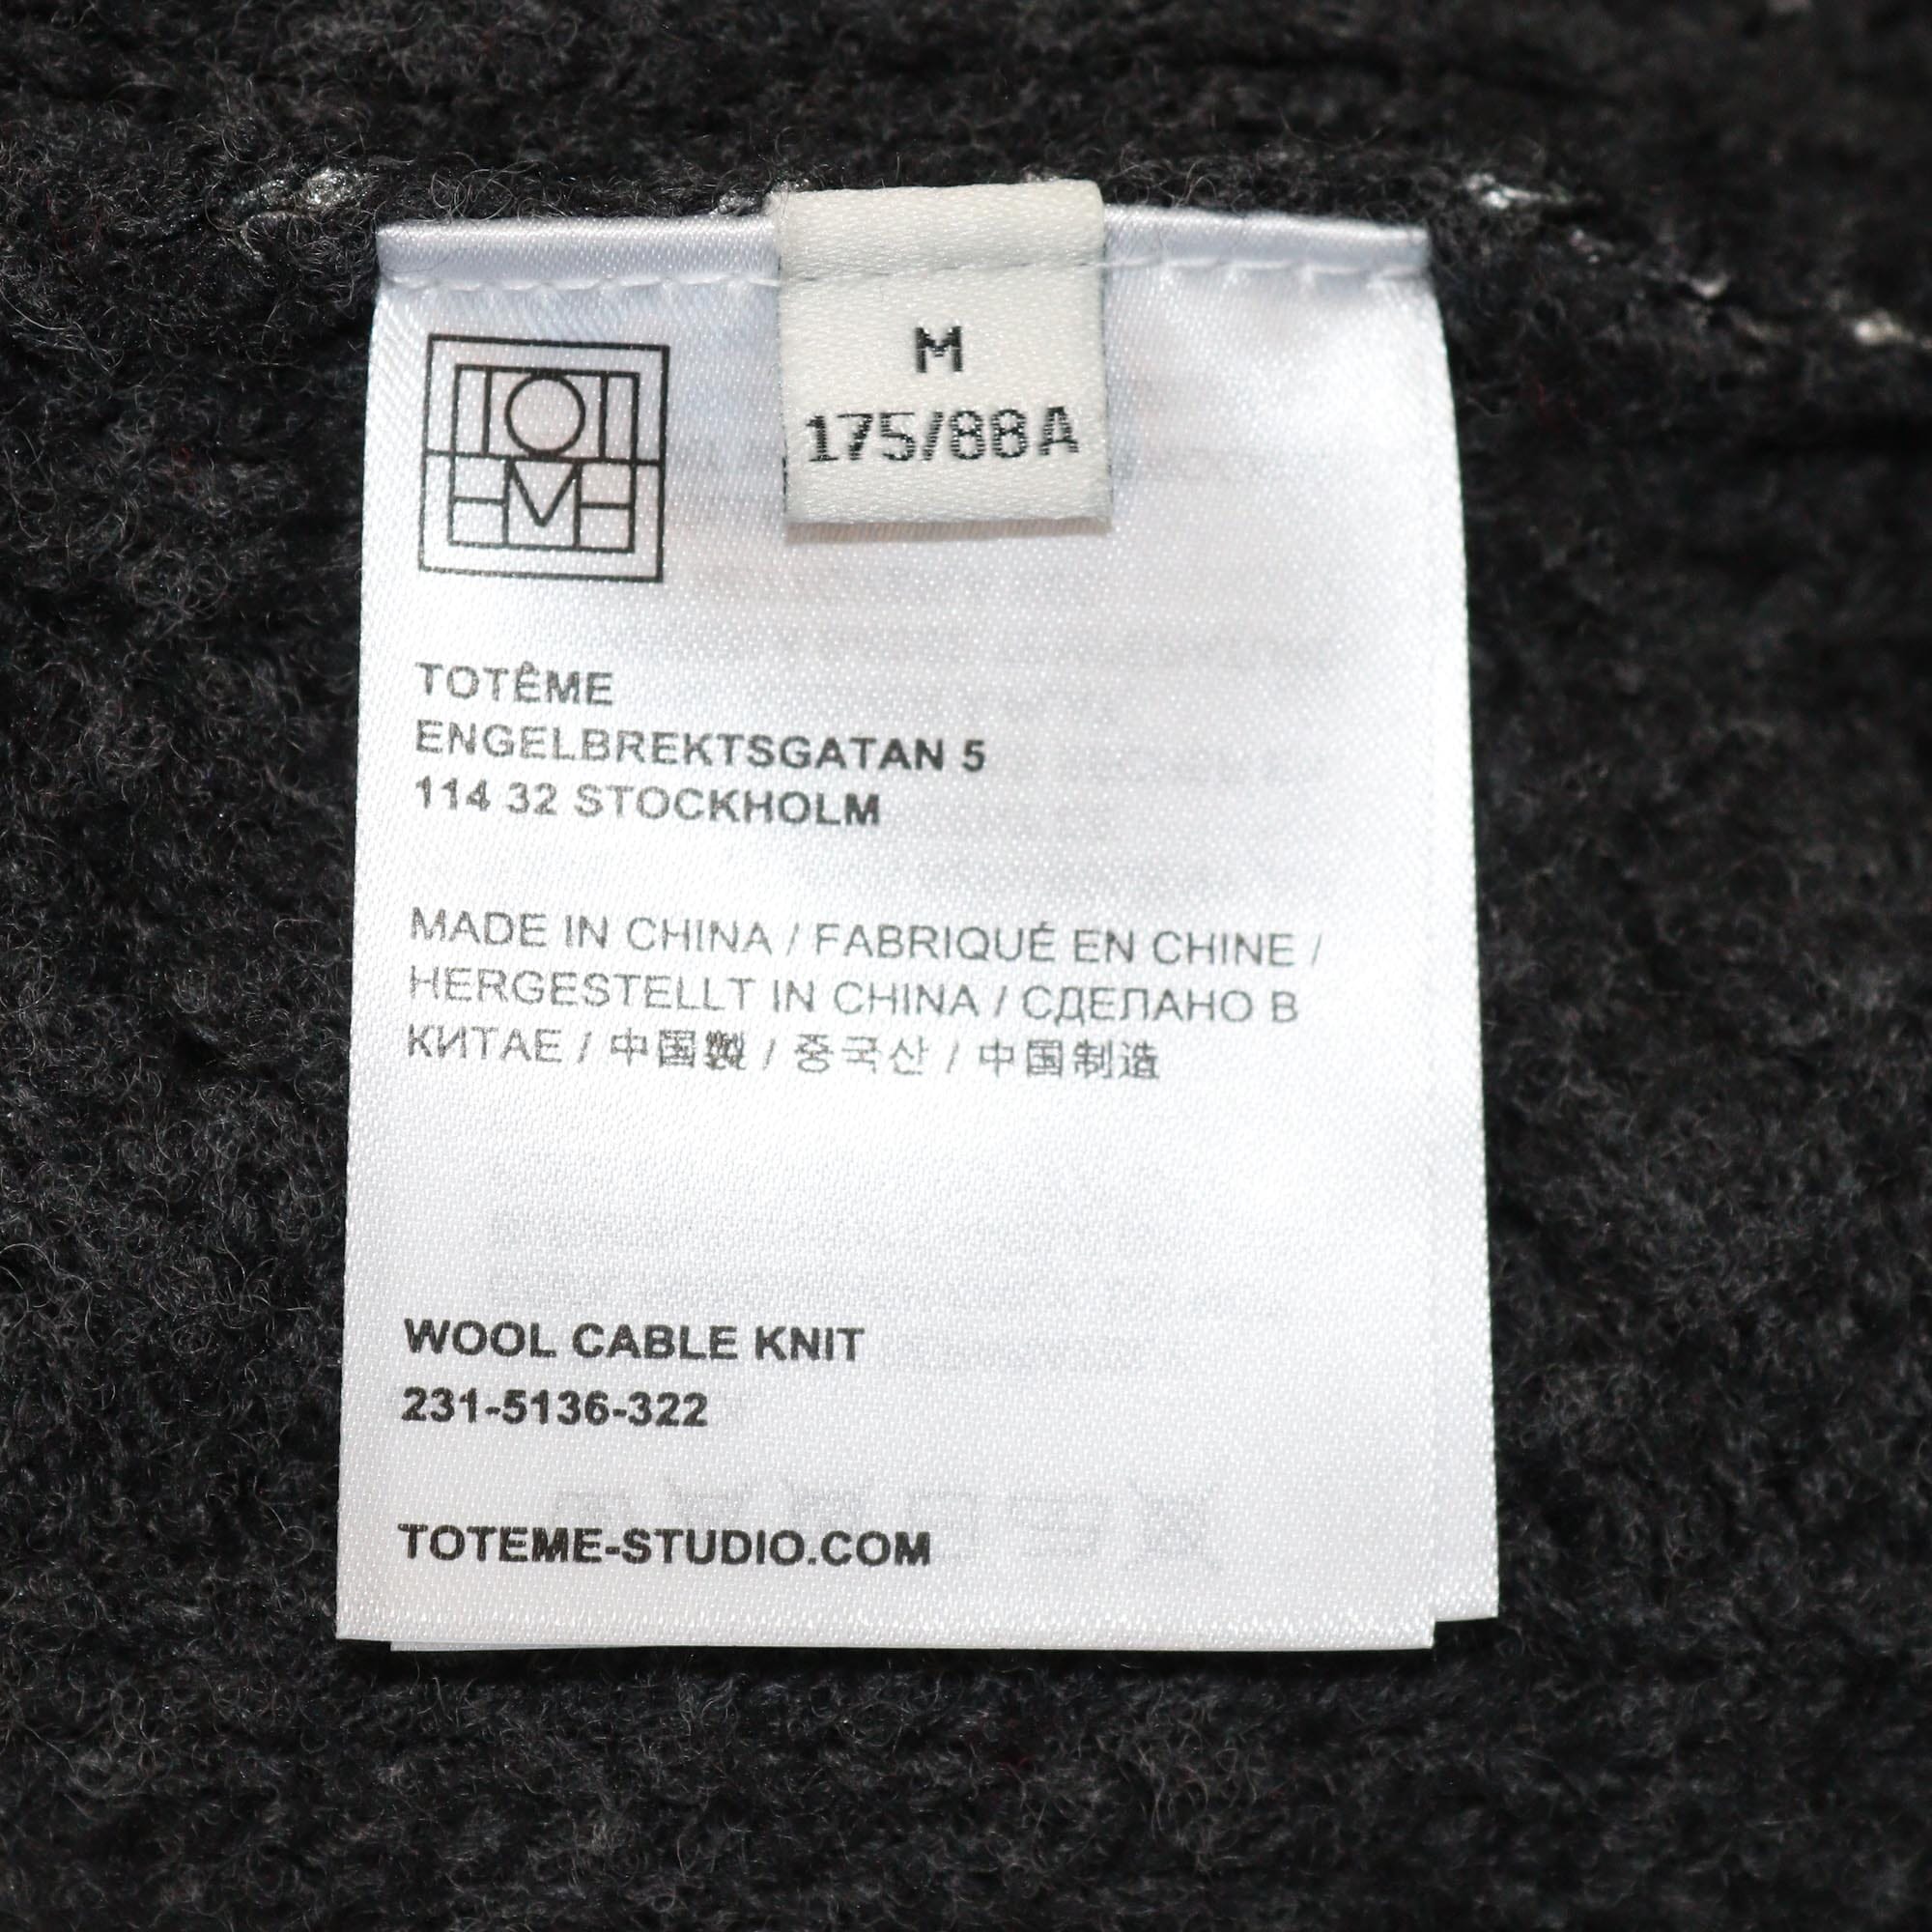 M
175/88A
TOTÊME
ENGELBREKTSGATAN 5
114 32 STOCKHOLM
MADE IN CHINA / FABRIQUÉ EN CHINE /
HERGESTELLT IN CHINA / СДЕЛАНО В
КИТАЕ / 中国製 / 중국산 / 中国制造
WOOL CABLE KNIT
231-5136-322
TOTEME-STUDIO.COM